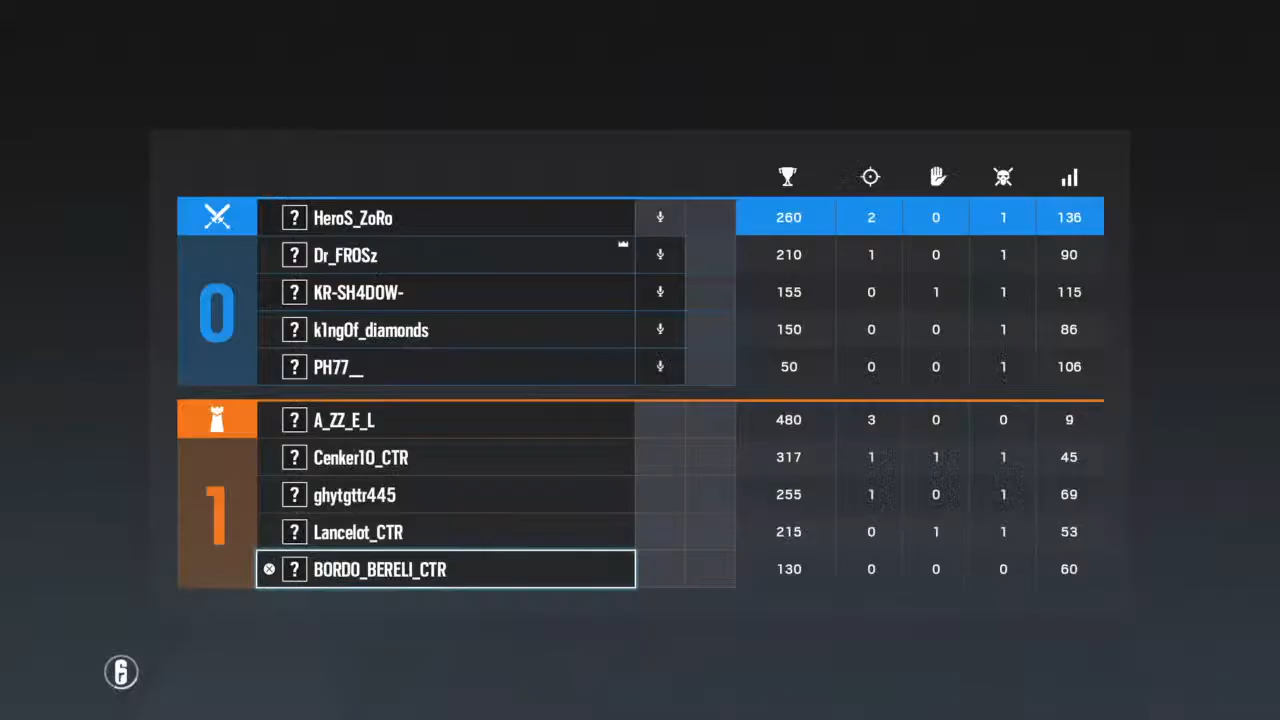 ? HeroS_ZoRo 260 2 0 1 136
? Dr_FROSz 210 1 0 1 90
? KR-SH4DOW- 155 0 1 1 115
0
? k1ngOf_diamonds 150 0 0 1 86
? PH77__ 50 0 0 1 106
? A_ZZ_E_L 480 3 0 0 9
? Cenker10_CTR 317 1 1 1 45
? ghytgttr445 255 1 0 1 69
1
? Lancelot_CTR 215 0 1 1 53
? BORDO_BERELI_CTR 130 0 0 0 60
6